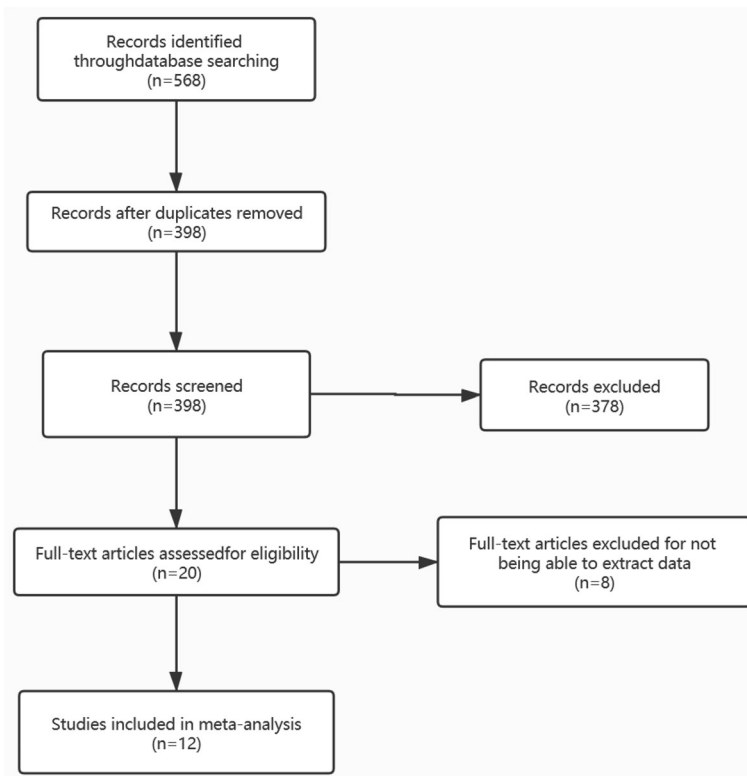 Records identified
throughdatabase searching
(n=568)
Records after duplicates removed
(n=398)
Records screened
(n=398)
Records excluded
(n=378)
Full-text articles assessedfor eligibility
(n=20)
Full-text articles excluded for not
being able to extract data
(n=8)
Studies included in meta-analysis
(n=12)